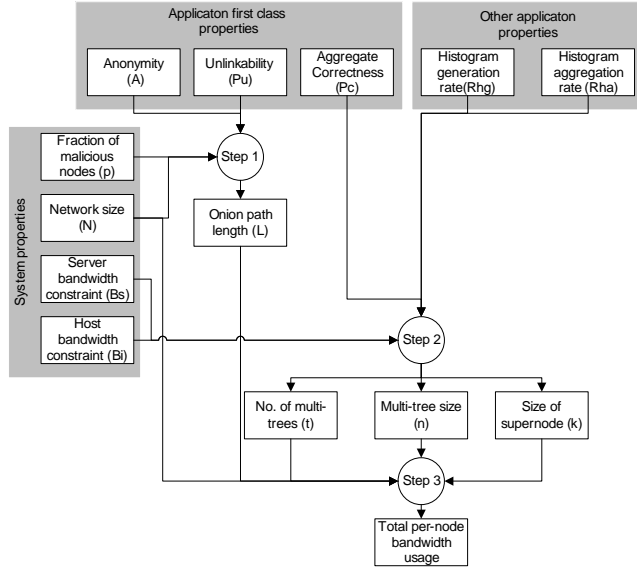 Applicaton first class
properties
Other applicaton
properties
Anonymity
(A)
Unlinkability
(Pu)
Aggregate
Correctness
(Pc)
Histogram
generation
rate(Rhg)
Histogram
aggregation
rate (Rha)
System properties
Fraction of
malicious
nodes (p)
Step 1
Network size
(N)
Onion path
length (L)
Server
bandwidth
constraint (Bs)
Host
bandwidth
constraint (Bi)
Step 2
No. of multi-
trees (t)
Multi-tree size
(n)
Size of
supernode (k)
Step 3
Total per-node
bandwidth
usage